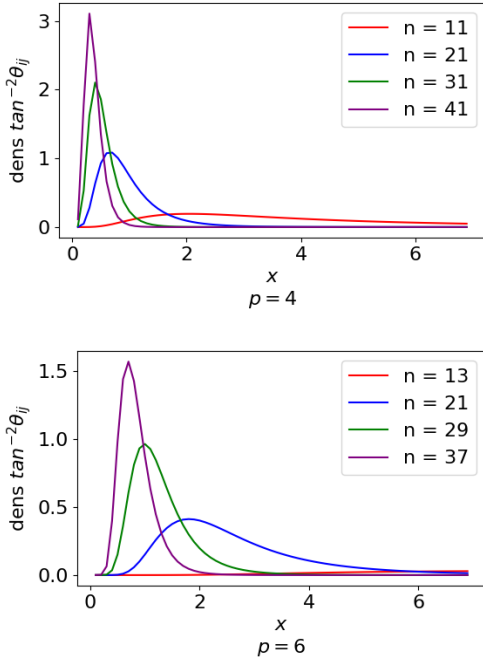 dens tan⁻²θᵢⱼ
3
2
1
0
n = 11
n = 21
n = 31
n = 41
0 2 4 6
x
p = 4
dens tan⁻²θᵢⱼ
1.5
1.0
0.5
0.0
n = 13
n = 21
n = 29
n = 37
0 2 4 6
x
p = 6